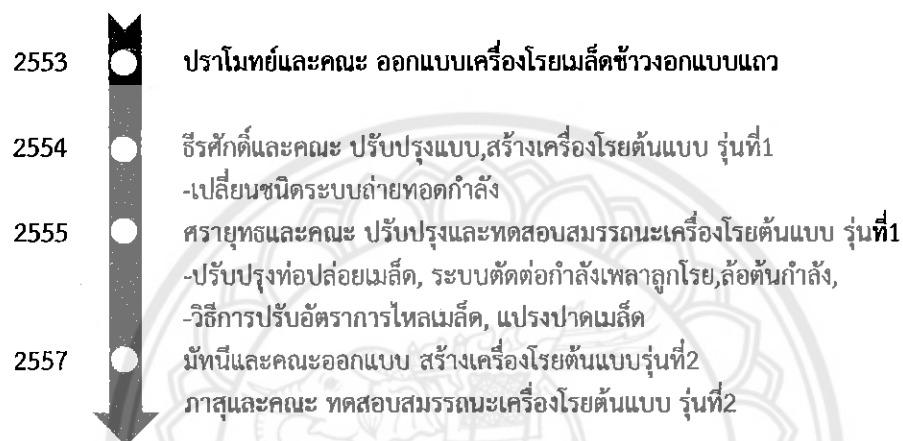 2553 ปราโมทย์และคณะ ออกแบบเครื่องโรยเมล็ดข้าวงอกแบบแถว
2554 ธีรศักดิ์และคณะ ปรับปรุงแบบ,สร้างเครื่องโรยต้นแบบ รุ่นที่1
-เปลี่ยนชนิดระบบถ่ายทอดกำลัง
2555 ศรายุทธและคณะ ปรับปรุงและทดสอบสมรรถนะเครื่องโรยต้นแบบ รุ่นที่1
-ปรับปรุงท่อปล่อยเมล็ด, ระบบตัดต่อกำลังเพลาลูกโรย,ล้อต้นกำลัง,
-วิธีการปรับอัตราการไหลเมล็ด, แปรงปาดเมล็ด
2557 มัทนีและคณะออกแบบ สร้างเครื่องโรยต้นแบบรุ่นที่2
ภาสุและคณะ ทดสอบสมรรถนะเครื่องโรยต้นแบบ รุ่นที่2